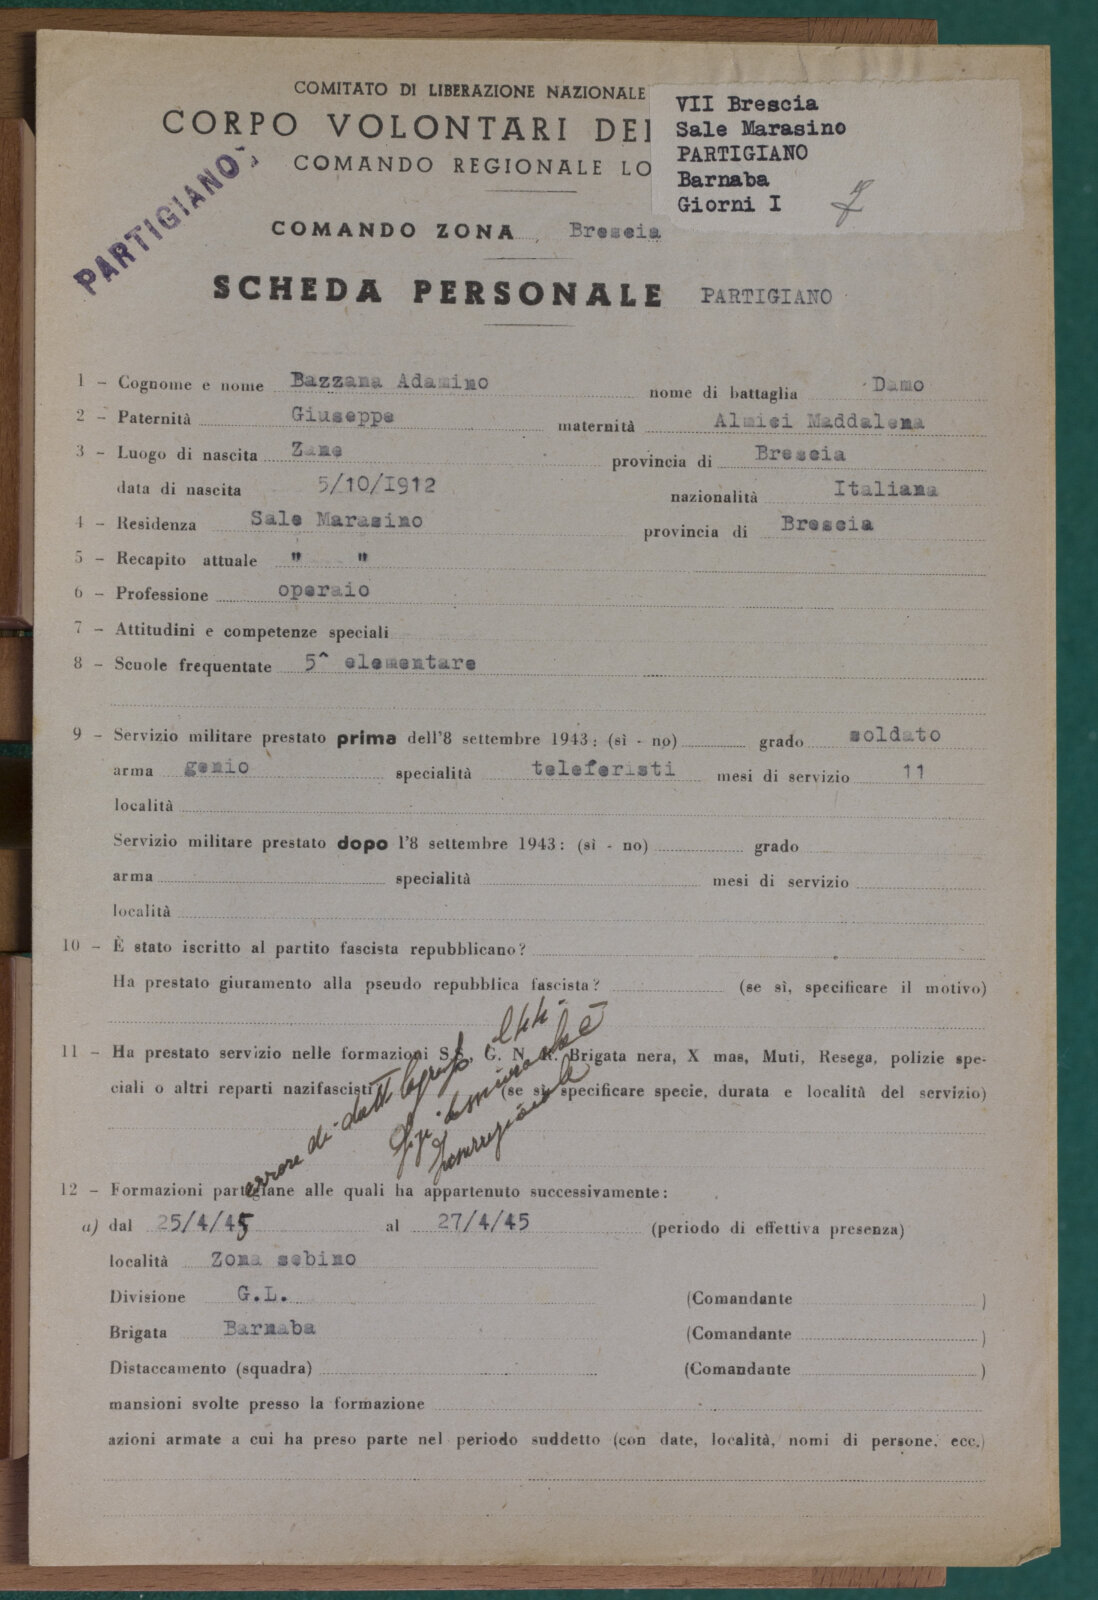 COMITATO DI LIBERAZIONE NAZIONALE
CORPO VOLONTARI DEL
COMANDO REGIONALE LO
VII Brescia
Sale Marasino
PARTIGIANO
Barnaba
Giorni I
PARTIGIANO
COMANDO ZONA Brescia
SCHEDA PERSONALE PARTIGIANO
1 - Cognome e nome Bazzana Adamino nome di battaglia Damo
2 - Paternità Giuseppe maternità Almici Maddalena
3 - Luogo di nascita Zane provincia di Brescia
data di nascita 5/10/I9I2 nazionalità Italiana
4 - Residenza Sale Marasino provincia di Brescia
5 - Recapito attuale " "
6 - Professione operaio
7 - Attitudini e competenze speciali
8 - Scuole frequentate 5^ elementare
9 - Servizio militare prestato prima dell'8 settembre 1943: (sì - no) grado soldato
arma genio specialità teleferisti mesi di servizio 11
località
Servizio militare prestato dopo l'8 settembre 1943: (sì - no) grado
arma specialità mesi di servizio
località
10 - È stato iscritto al partito fascista repubblicano?
Ha prestato giuramento alla pseudo repubblica fascista? (se sì, specificare il motivo)
11 - Ha prestato servizio nelle formazioni S.S. G. N. R. Brigata nera, X mas, Muti, Resega, polizie spe-
ciali o altri reparti nazifascisti (se sì specificare specie, durata e località del servizio)
errore di
12 - Formazioni partigiane alle quali ha appartenuto successivamente:
a) dal 25/4/45 al 27/4/45 (periodo di effettiva presenza)
località Zona sebino
Divisione G.L. (Comandante )
Brigata Barnaba (Comandante )
Distaccamento (squadra) (Comandante )
mansioni svolte presso la formazione
azioni armate a cui ha preso parte nel periodo suddetto (con date, località, nomi di persone, ecc.)